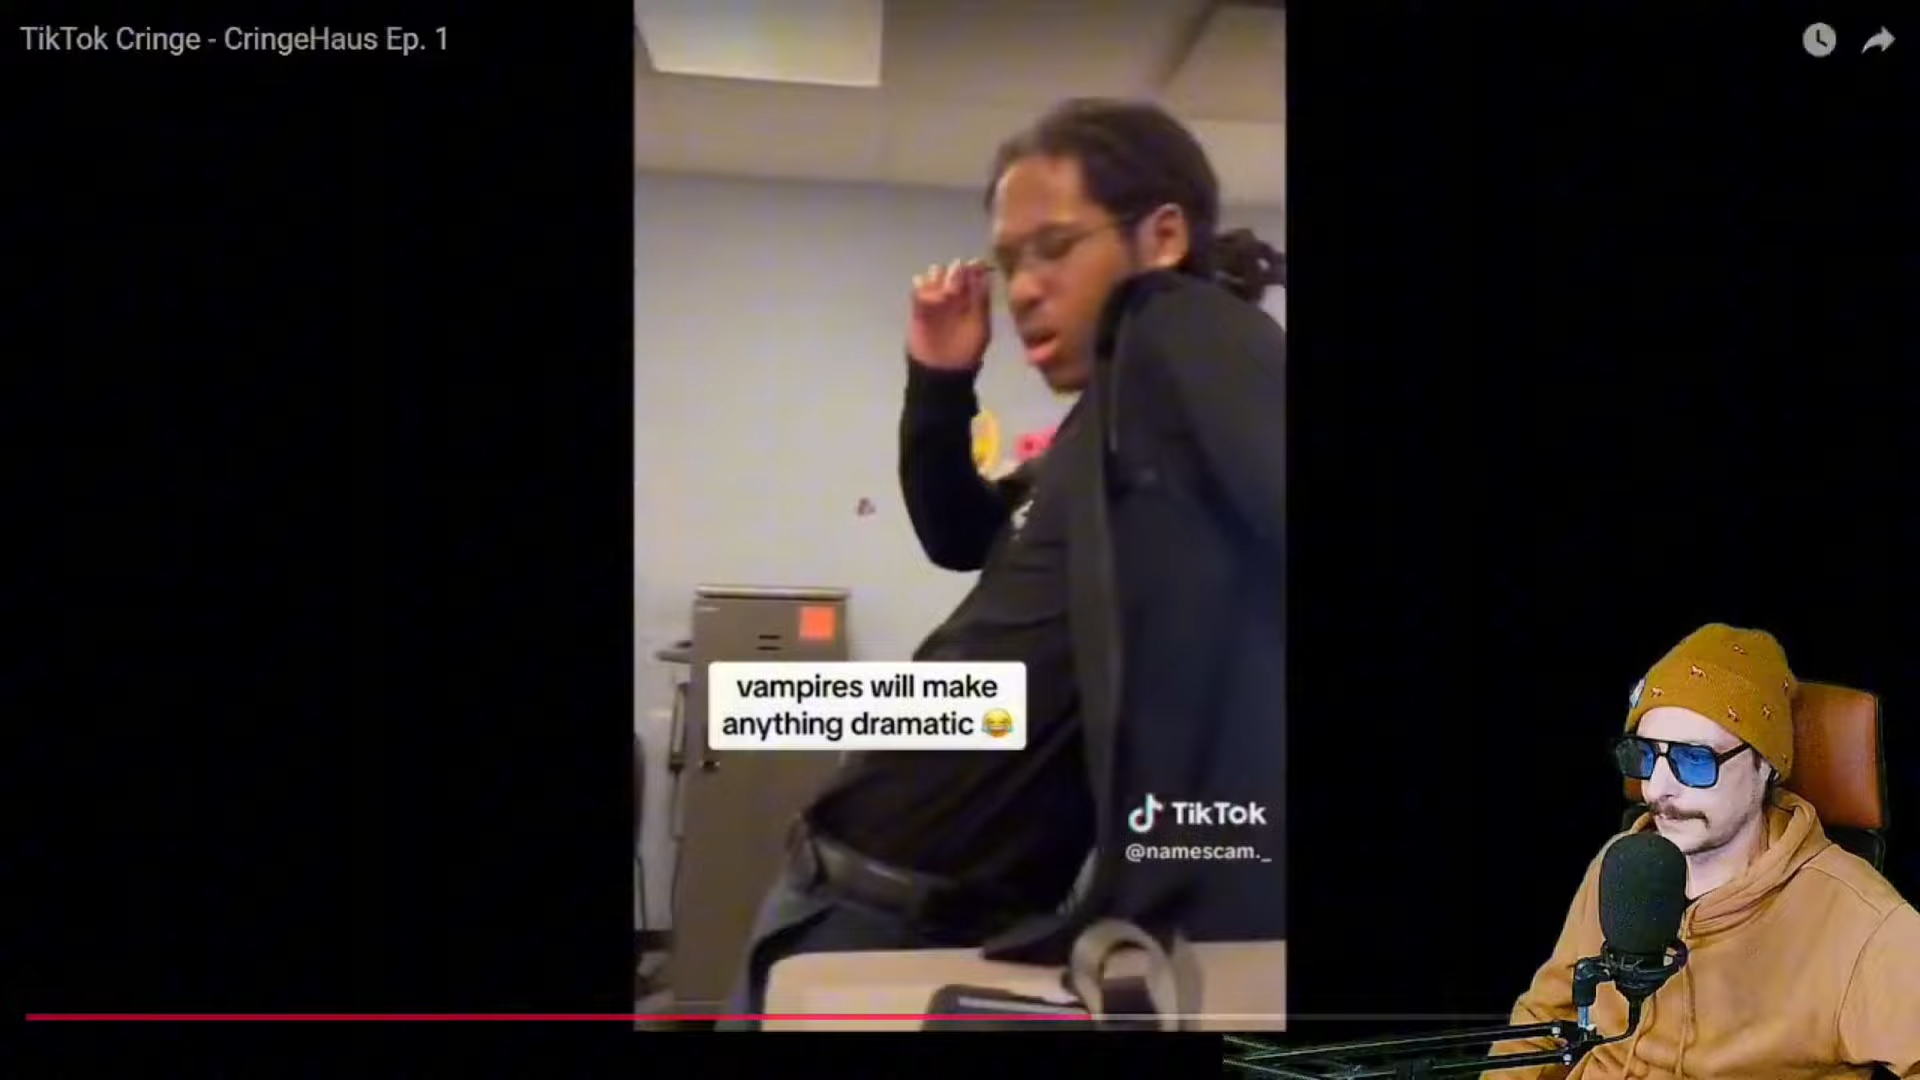 TikTok Cringe - CringeHaus Ep. 1
vampires will make
anything dramatic 😂
TikTok
@namescam._